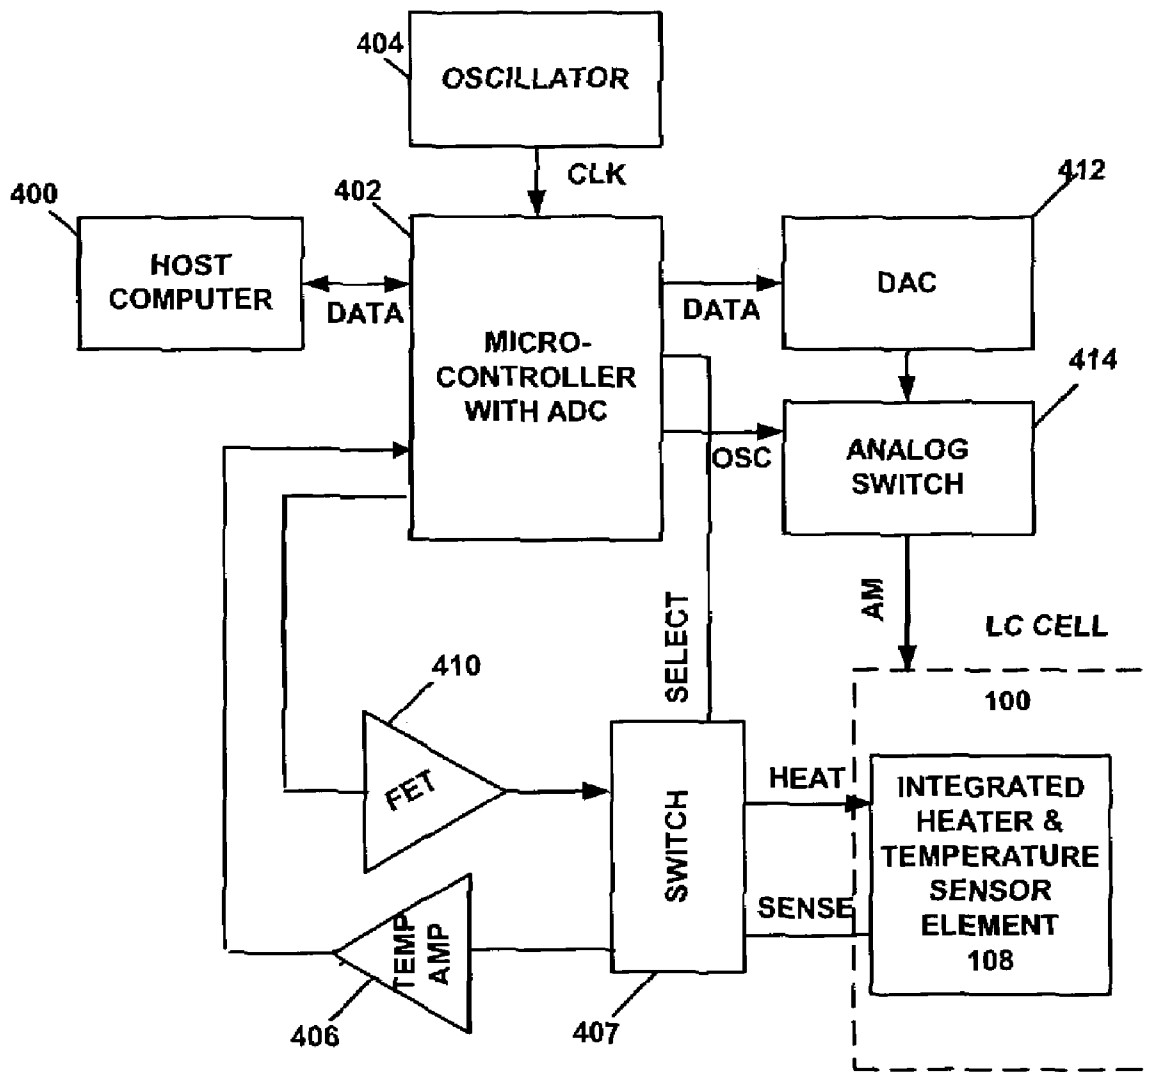 404
OSCILLATOR
CLK
400
402
412
HOST
COMPUTER
DATA
MICRO-
CONTROLLER
WITH ADC
DATA
DAC
414
OSC
ANALOG
SWITCH
AM
SELECT
LC CELL
100
410
FET
SWITCH
HEAT
INTEGRATED
HEATER &
TEMPERATURE
SENSOR
ELEMENT
108
SENSE
TEMP
AMP
406
407